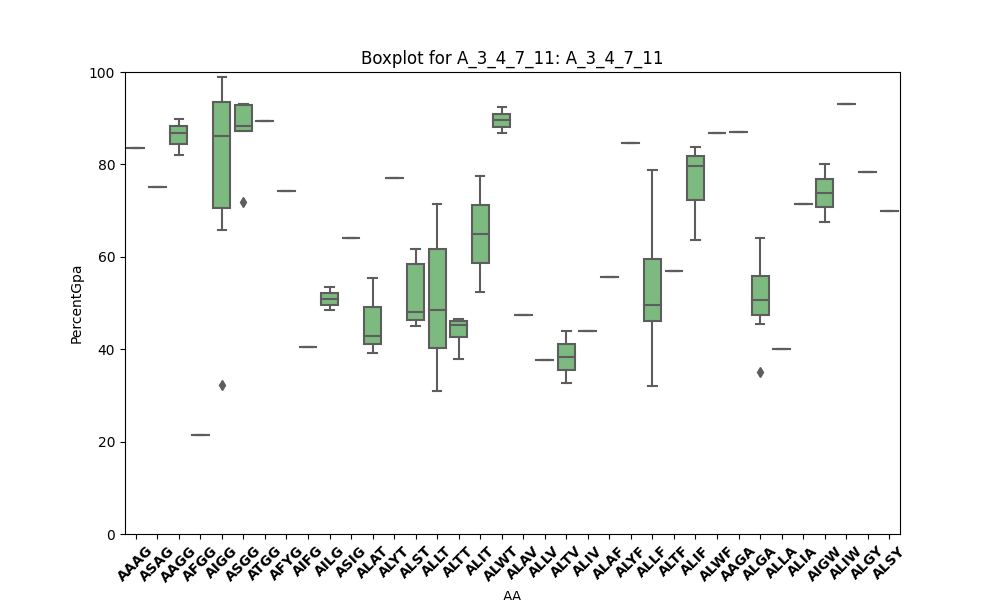 Boxplot for A_3_4_7_11: A_3_4_7_11
100
80
60
40
20
0
PercentGpa
AAAG ASAG AAGG AFGG AIGG ASGG ATGG AFYG AIFG AILG ASIG ALAT ALYT ALST ALLT ALTT ALIT ALWT ALAV ALLV ALTV ALIV ALAF ALYF ALLF ALTF ALIF ALWF AAGA ALGA ALLA ALIA AIGW ALIW ALGY ALSY
AA